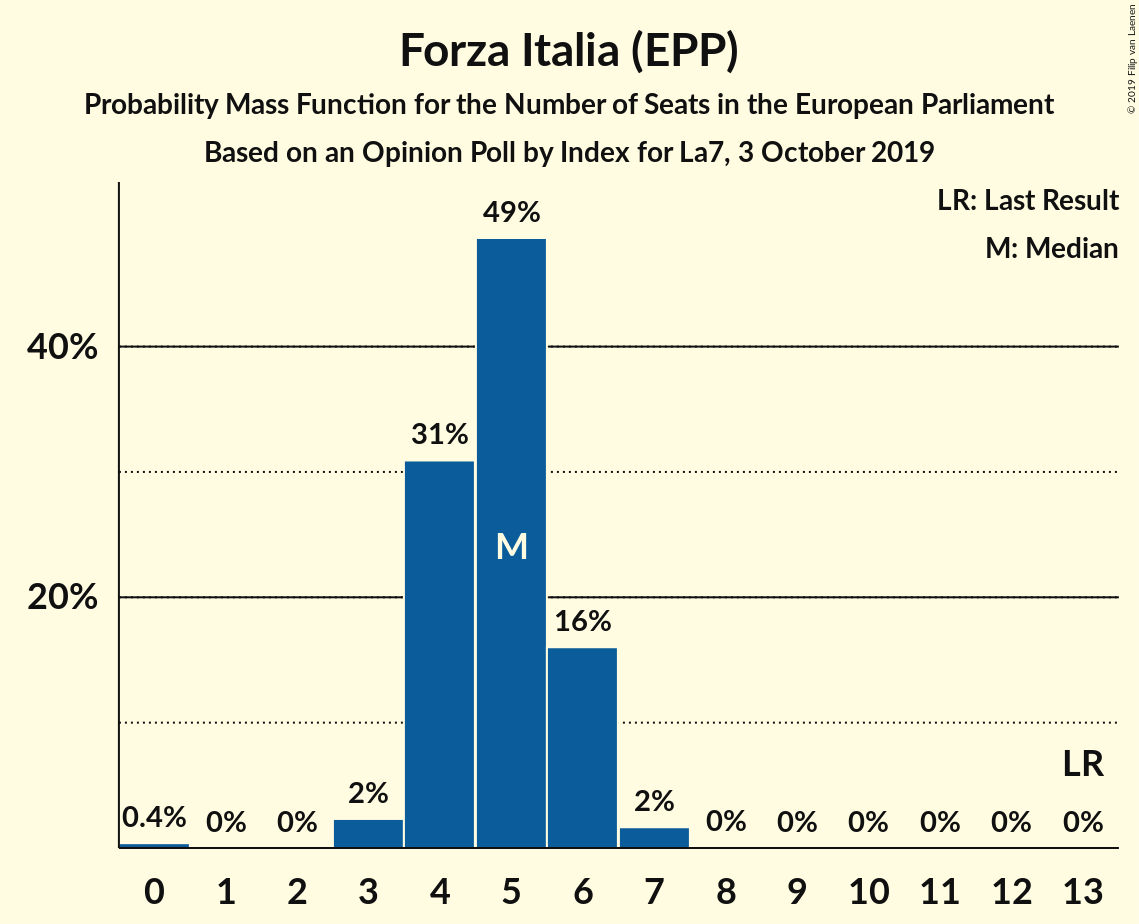 Forza Italia (EPP)
Probability Mass Function for the Number of Seats in the European Parliament
Based on an Opinion Poll by Index for La7, 3 October 2019
© 2019 Filip van Laenen
LR: Last Result
M: Median
49%
40%
31%
M
20%
16%
LR
0.4% 0% 0% 2% 2% 0% 0% 0% 0% 0% 0%
0 1 2 3 4 5 6 7 8 9 10 11 12 13